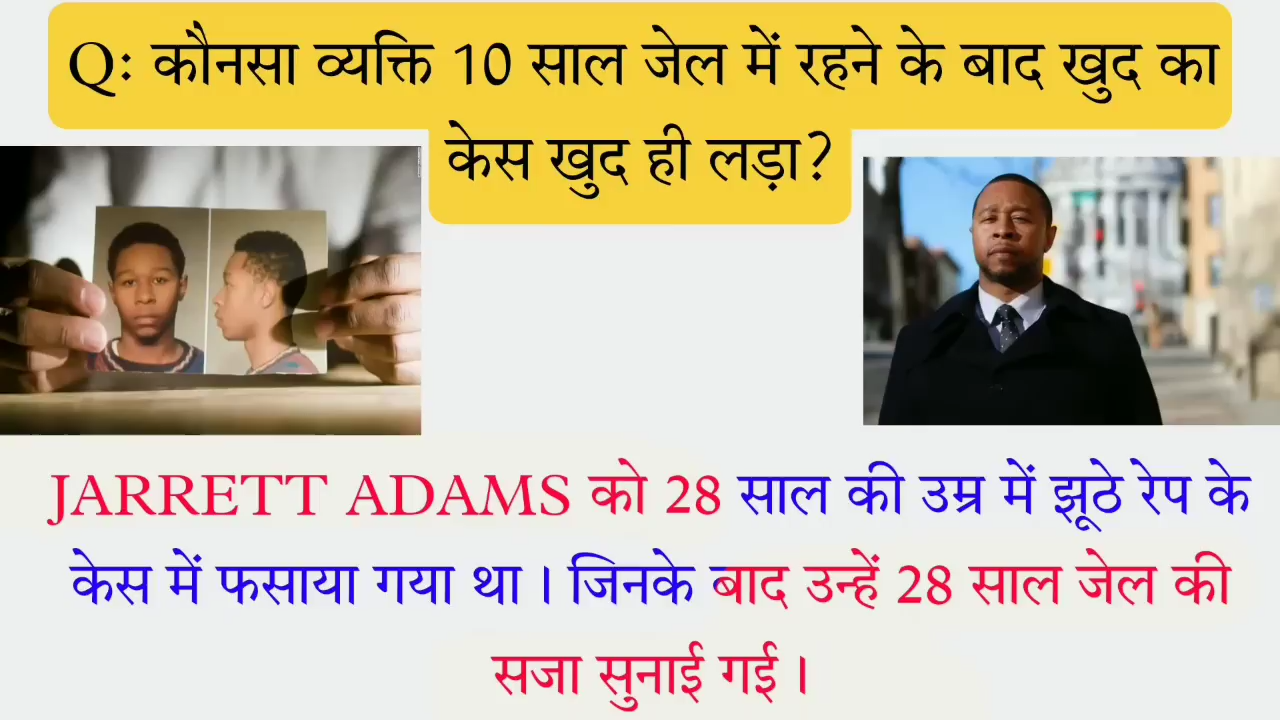 Q: कौनसा व्यक्ति 10 साल जेल में रहने के बाद खुद का
केस खुद ही लड़ा?
JARRETT ADAMS को 28 साल की उम्र में झूठे रेप के
केस में फसाया गया था। जिनके बाद उन्हें 28 साल जेल की
सजा सुनाई गई।